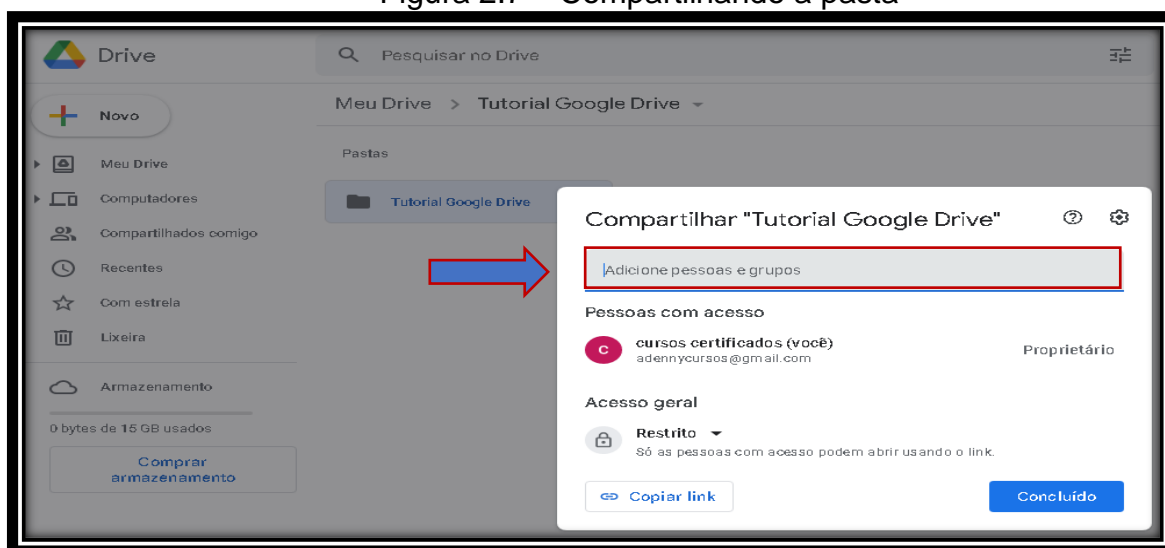 Figura 2.7 – Compartilhando a pasta
Drive
Pesquisar no Drive
Novo
Meu Drive > Tutorial Google Drive
Pastas
Meu Drive
Computadores
Compartilhados comigo
Recentes
Com estrela
Lixeira
Armazenamento
0 bytes de 15 GB usados
Comprar
armazenamento
Tutorial Google Drive
Compartilhar "Tutorial Google Drive"
Adicione pessoas e grupos
Pessoas com acesso
C
cursos certificados (você)
adennycursos@gmail.com
Proprietário
Acesso geral
Restrito
Só as pessoas com acesso podem abrir usando o link.
Copiar link
Concluído